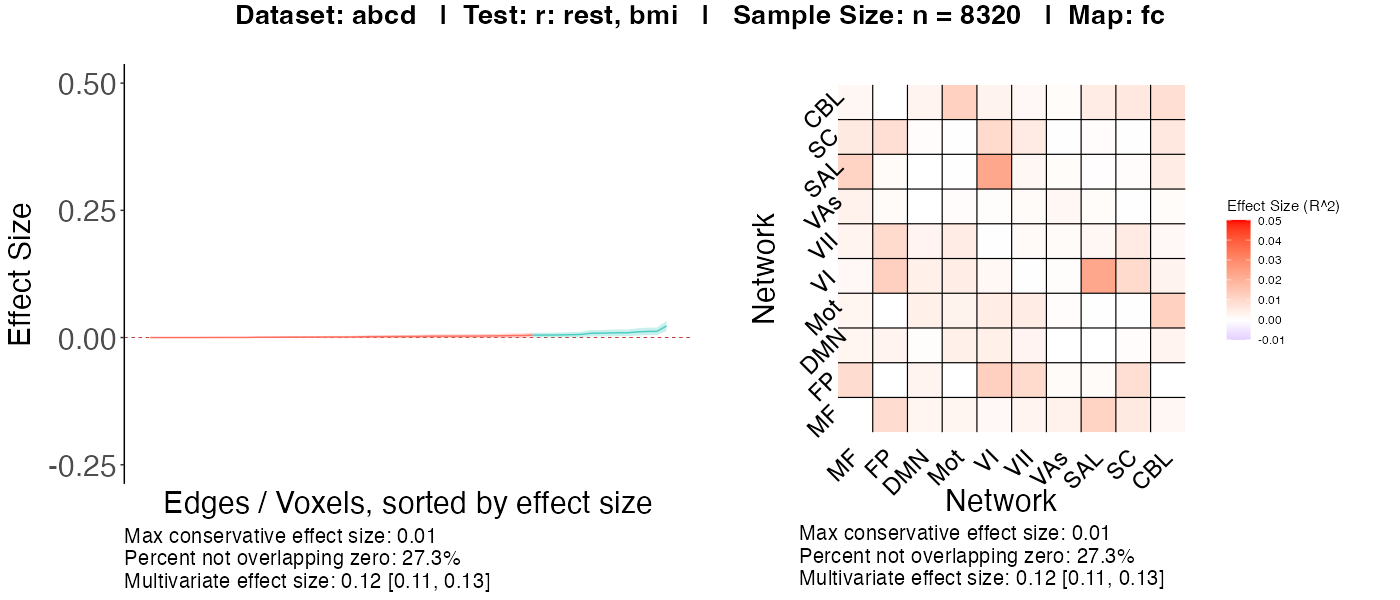 Dataset: abcd | Test: r: rest, bmi | Sample Size: n = 8320 | Map: fc
Effect Size
0.50
0.25
0.00
-0.25
Edges / Voxels, sorted by effect size
Max conservative effect size: 0.01
Percent not overlapping zero: 27.3%
Multivariate effect size: 0.12 [0.11, 0.13]
Network
CBL
SC
SAL
VAs
VII
VI
Mot
DMN
FP
MF
MF
FP
DMN
Mot
VI
VII
VAs
SAL
SC
CBL
Network
Max conservative effect size: 0.01
Percent not overlapping zero: 27.3%
Multivariate effect size: 0.12 [0.11, 0.13]
Effect Size (R^2)
0.05
0.04
0.03
0.02
0.01
0.00
-0.01